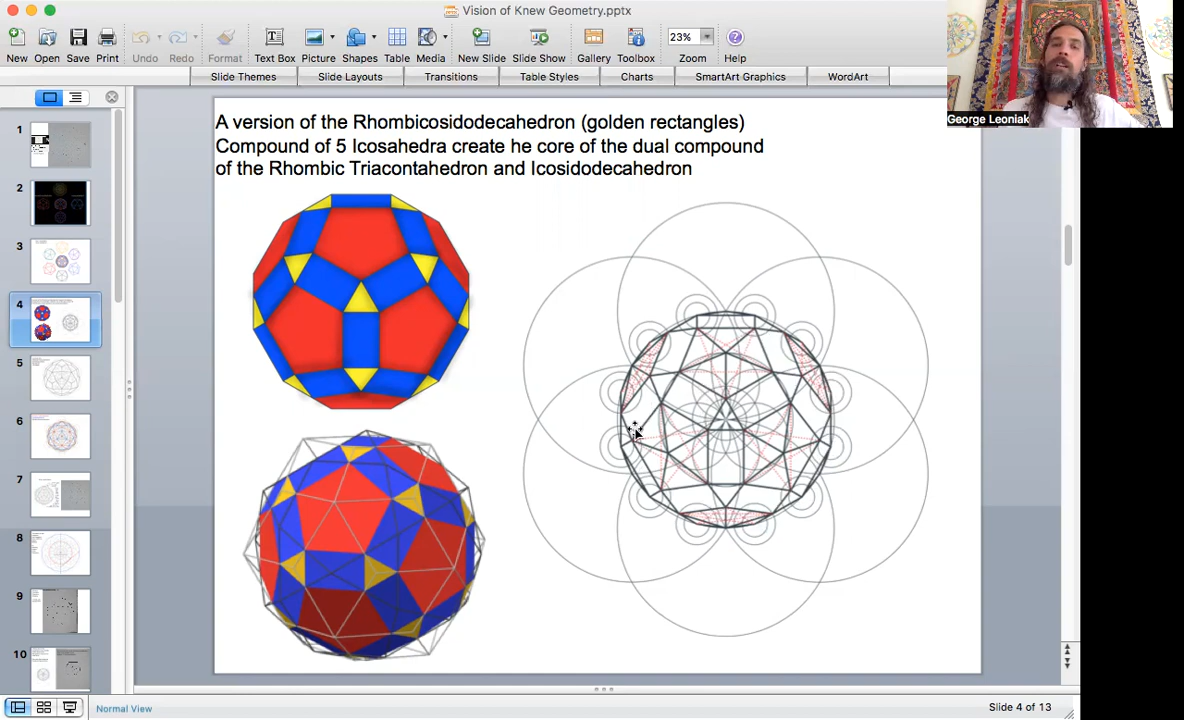 Vision of Knew Geometry.pptx
New Open Save Print Undo Redo Format Text Box Picture Shapes Table Media New Slide Slide Show Gallery Toolbox Zoom Help
23%
Slide Themes Slide Layouts Transitions Table Styles Charts SmartArt Graphics WordArt
George Leoniak
A version of the Rhombicosidodecahedron (golden rectangles)
Compound of 5 Icosahedra create he core of the dual compound
of the Rhombic Triacontahedron and Icosidodecahedron
1
2
3
4
5
6
7
8
9
10
Normal View
Slide 4 of 13